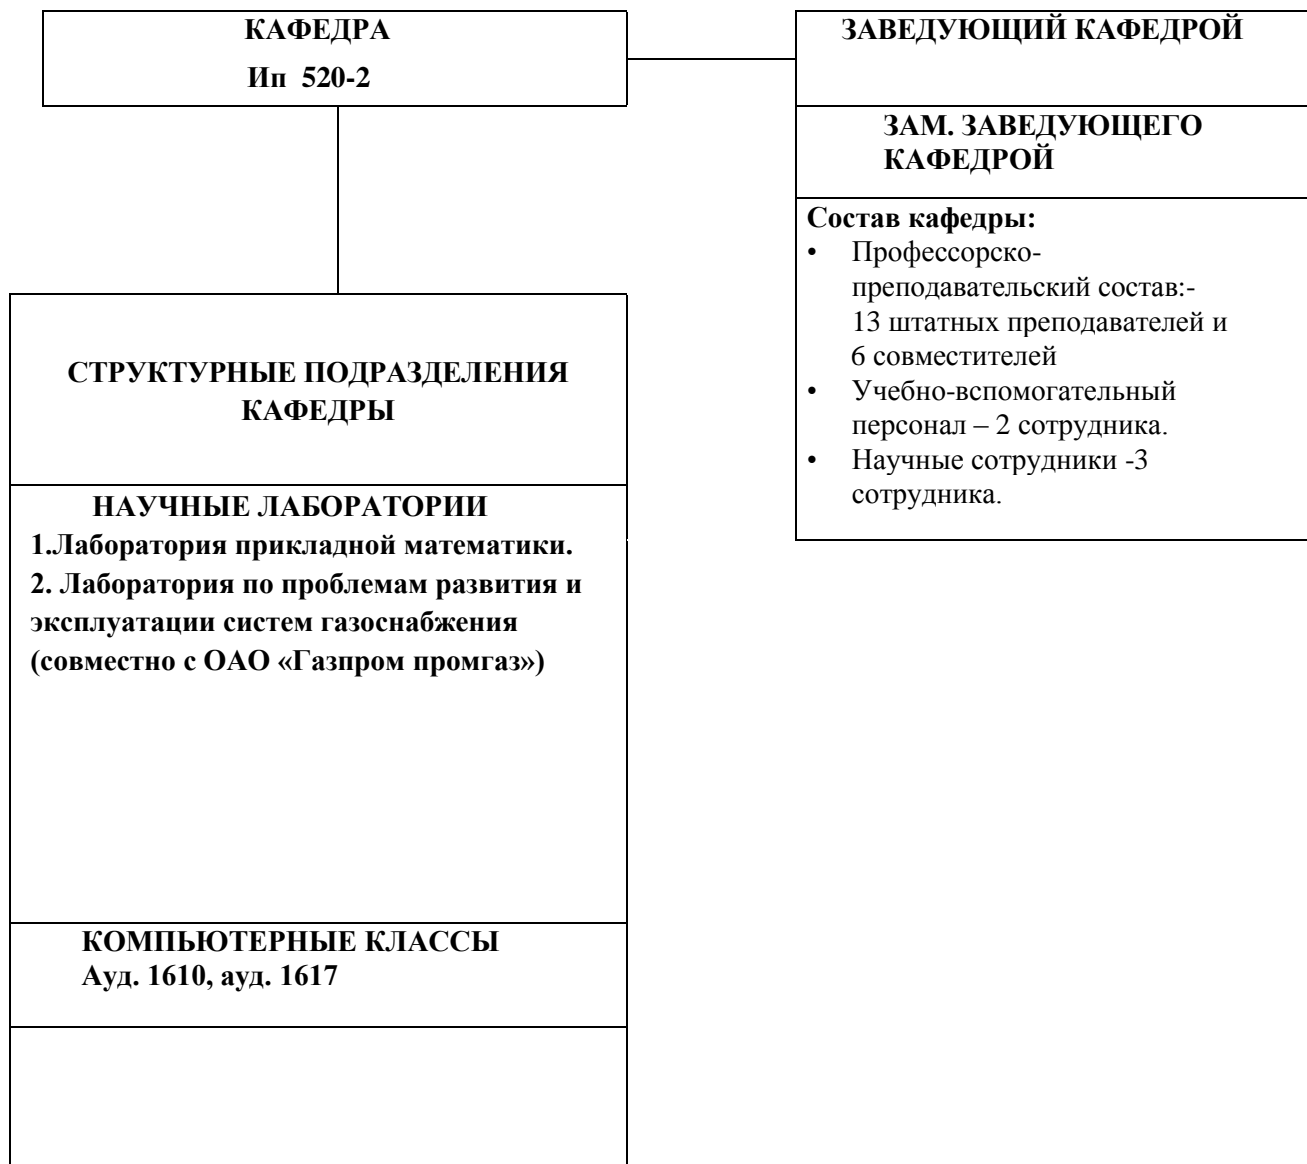 КАФЕДРА
Ип 520-2
ЗАВЕДУЮЩИЙ КАФЕДРОЙ
ЗАМ. ЗАВЕДУЮЩЕГО
КАФЕДРОЙ
Состав кафедры:
• Профессорско-
преподавательский состав:-
13 штатных преподавателей и
6 совместителей
• Учебно-вспомогательный
персонал – 2 сотрудника.
• Научные сотрудники -3
сотрудника.
СТРУКТУРНЫЕ ПОДРАЗДЕЛЕНИЯ
КАФЕДРЫ
НАУЧНЫЕ ЛАБОРАТОРИИ
1.Лаборатория прикладной математики.
2. Лаборатория по проблемам развития и
эксплуатации систем газоснабжения
(совместно с ОАО «Газпром промгаз»)
КОМПЬЮТЕРНЫЕ КЛАССЫ
Ауд. 1610, ауд. 1617